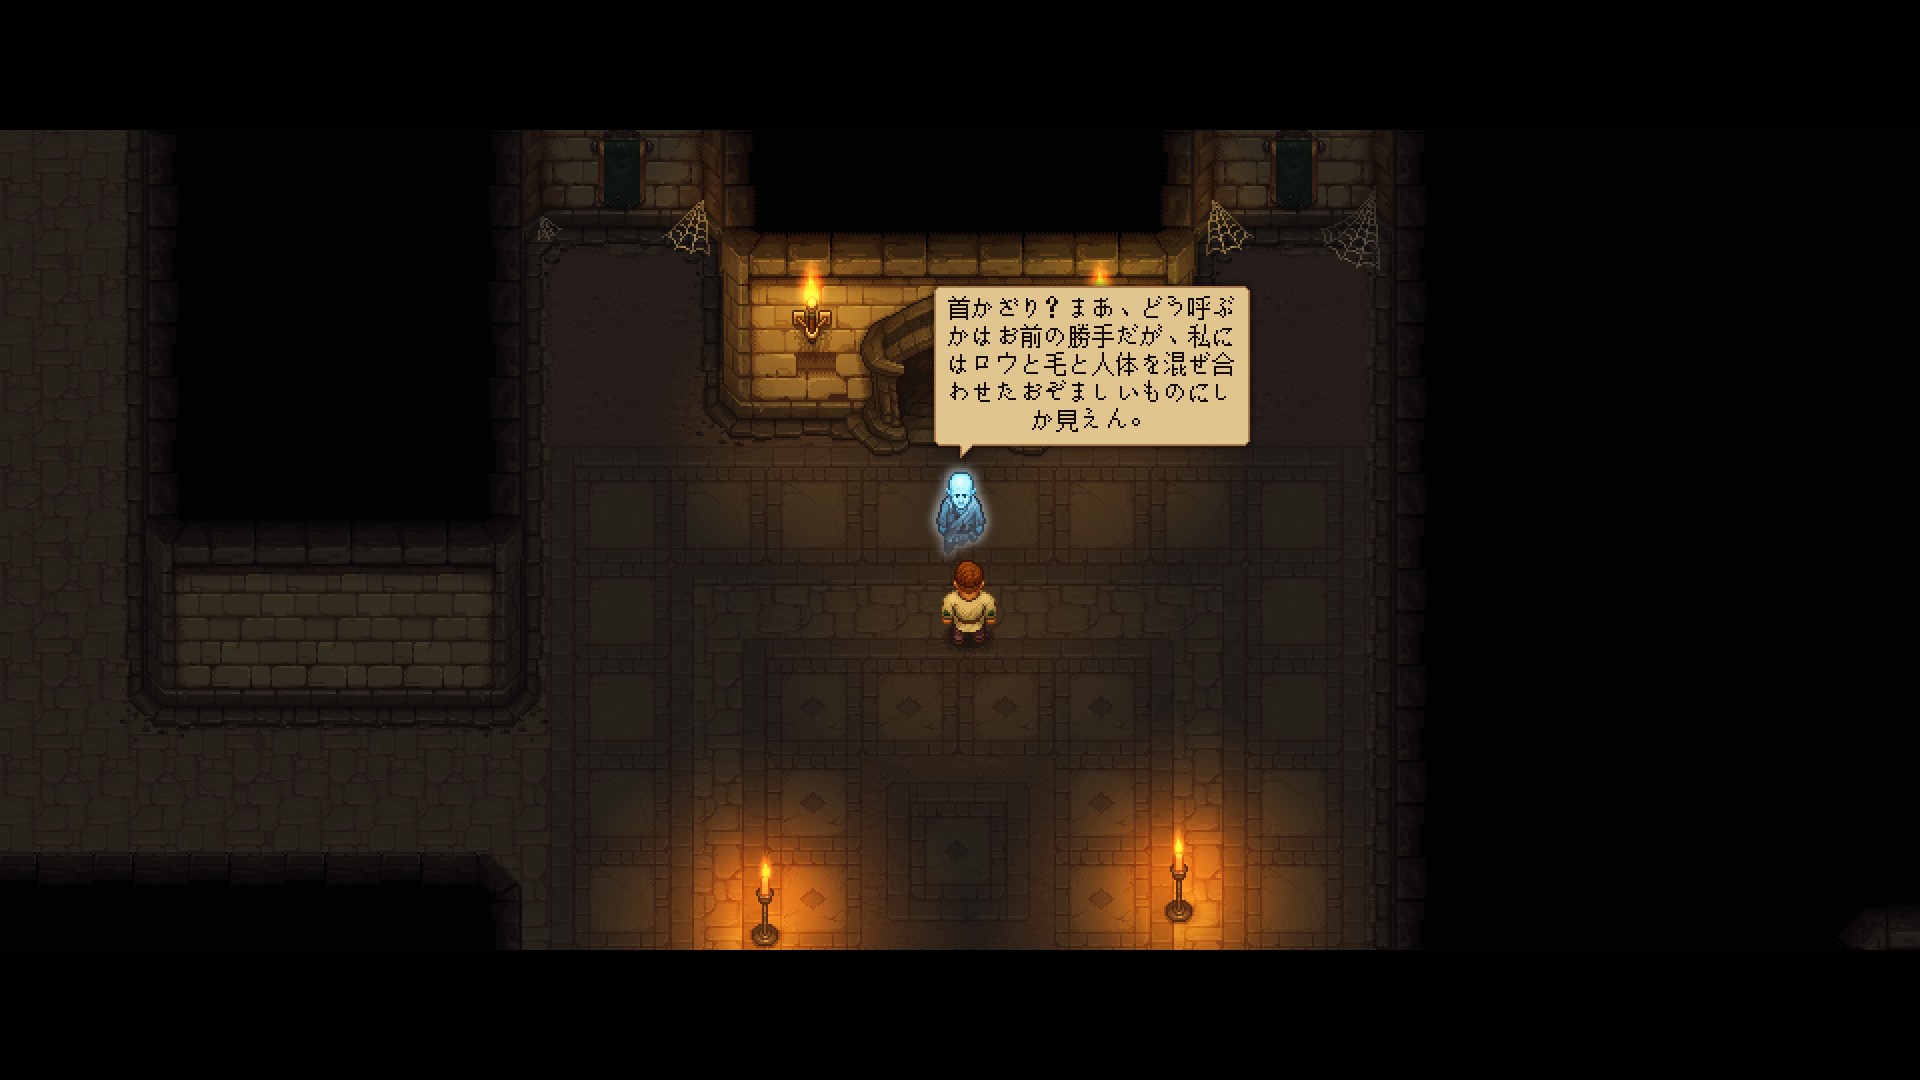 首かざり？まあ、どう呼ぶ
かはお前の勝手だが、私に
はロウと毛と人体を混ぜ合
わせたおぞましいものにし
か見えん。